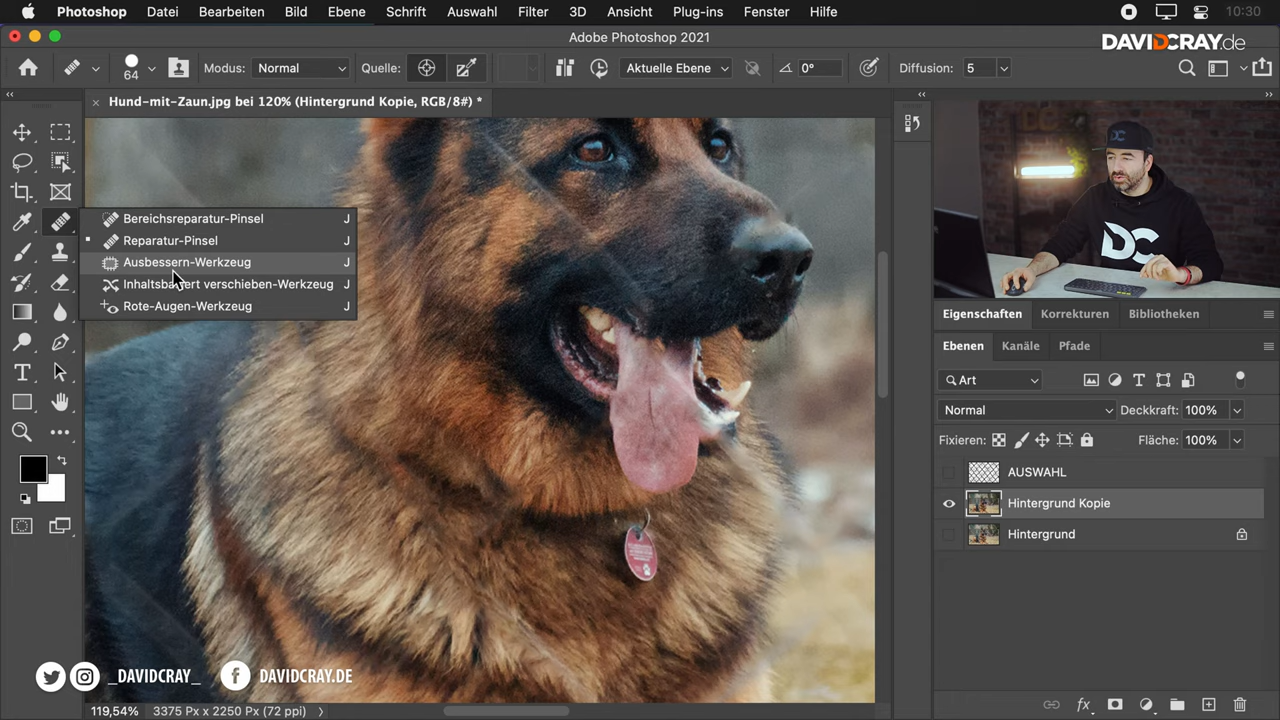 Photoshop Datei Bearbeiten Bild Ebene Schrift Auswahl Filter 3D Ansicht Plug-ins Fenster Hilfe 10:30
Adobe Photoshop 2021
DAVIDCRAY.de
64 Modus: Normal Quelle: Aktuelle Ebene 0° Diffusion: 5
Hund-mit-Zaun.jpg bei 120% (Hintergrund Kopie, RGB/8#) *
Bereichsreparatur-Pinsel J
Reparatur-Pinsel J
Ausbessern-Werkzeug J
Inhaltsbasiert verschieben-Werkzeug J
Rote-Augen-Werkzeug J
DC
DC
Eigenschaften Korrekturen Bibliotheken
Ebenen Kanäle Pfade
Art
Normal Deckkraft: 100%
Fixieren: Fläche: 100%
AUSWAHL
Hintergrund Kopie
Hintergrund
_DAVIDCRAY_ DAVIDCRAY.DE
119,54% 3375 Px x 2250 Px (72 ppi)
fx